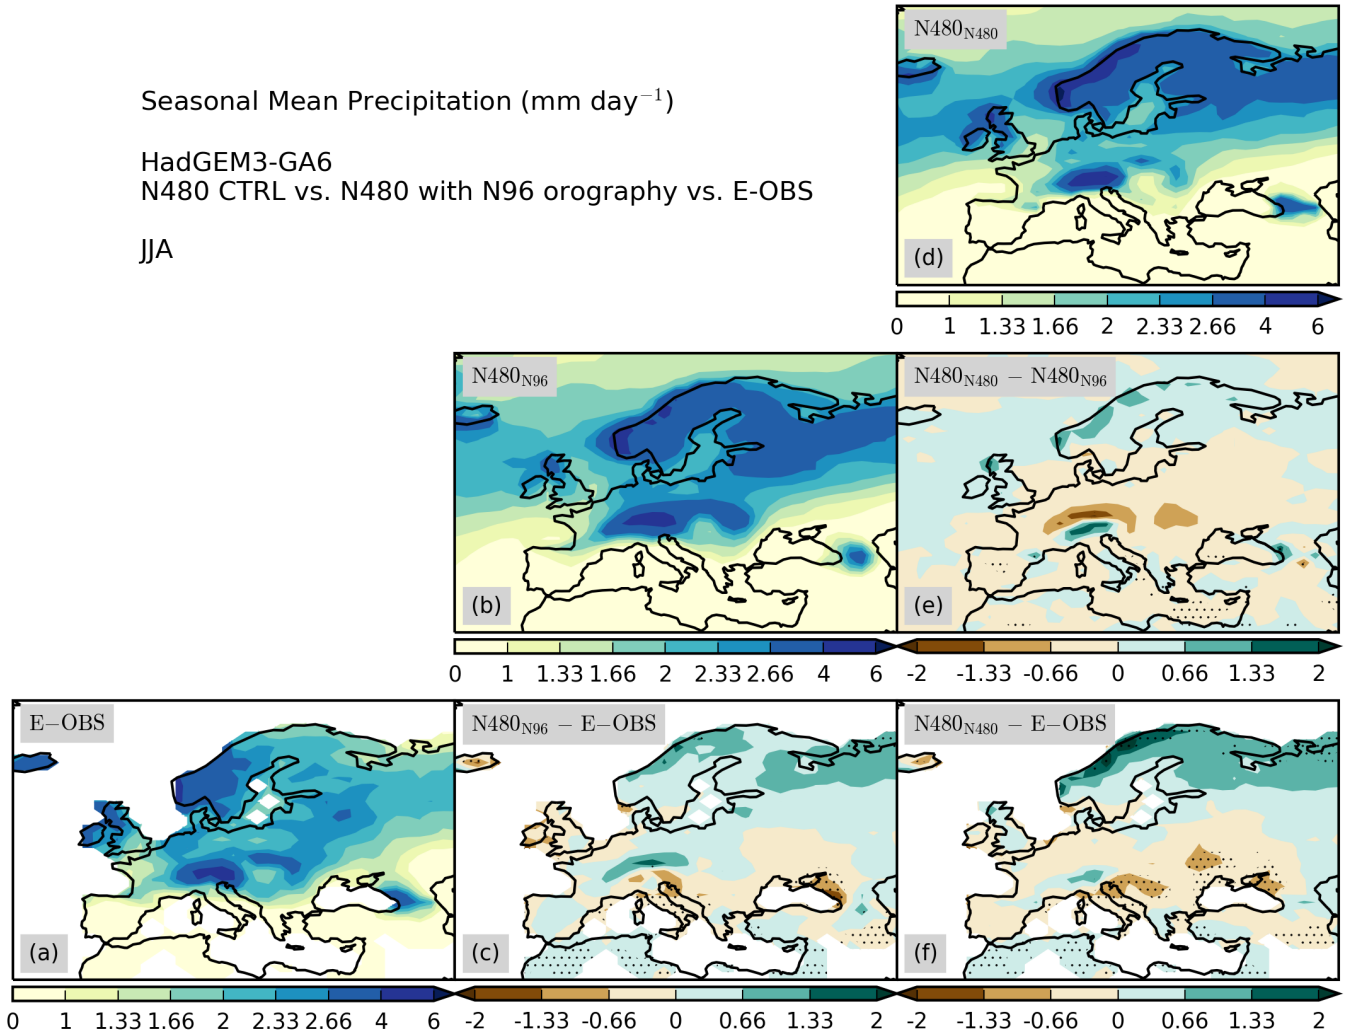 N480N480
Seasonal Mean Precipitation (mm day−1)
HadGEM3-GA6
N480 CTRL vs. N480 with N96 orography vs. E-OBS
JJA
(d)
0 1 1.33 1.66 2 2.33 2.66 4 6
N480N96
N480N480 − N480N96
(b)
(e)
0 1 1.33 1.66 2 2.33 2.66 4 6
-2 -1.33 -0.66 0 0.66 1.33 2
E−OBS
N480N96 − E−OBS
N480N480 − E−OBS
(a)
(c)
(f)
0 1 1.33 1.66 2 2.33 2.66 4 6
-2 -1.33 -0.66 0 0.66 1.33 2
-2 -1.33 -0.66 0 0.66 1.33 2